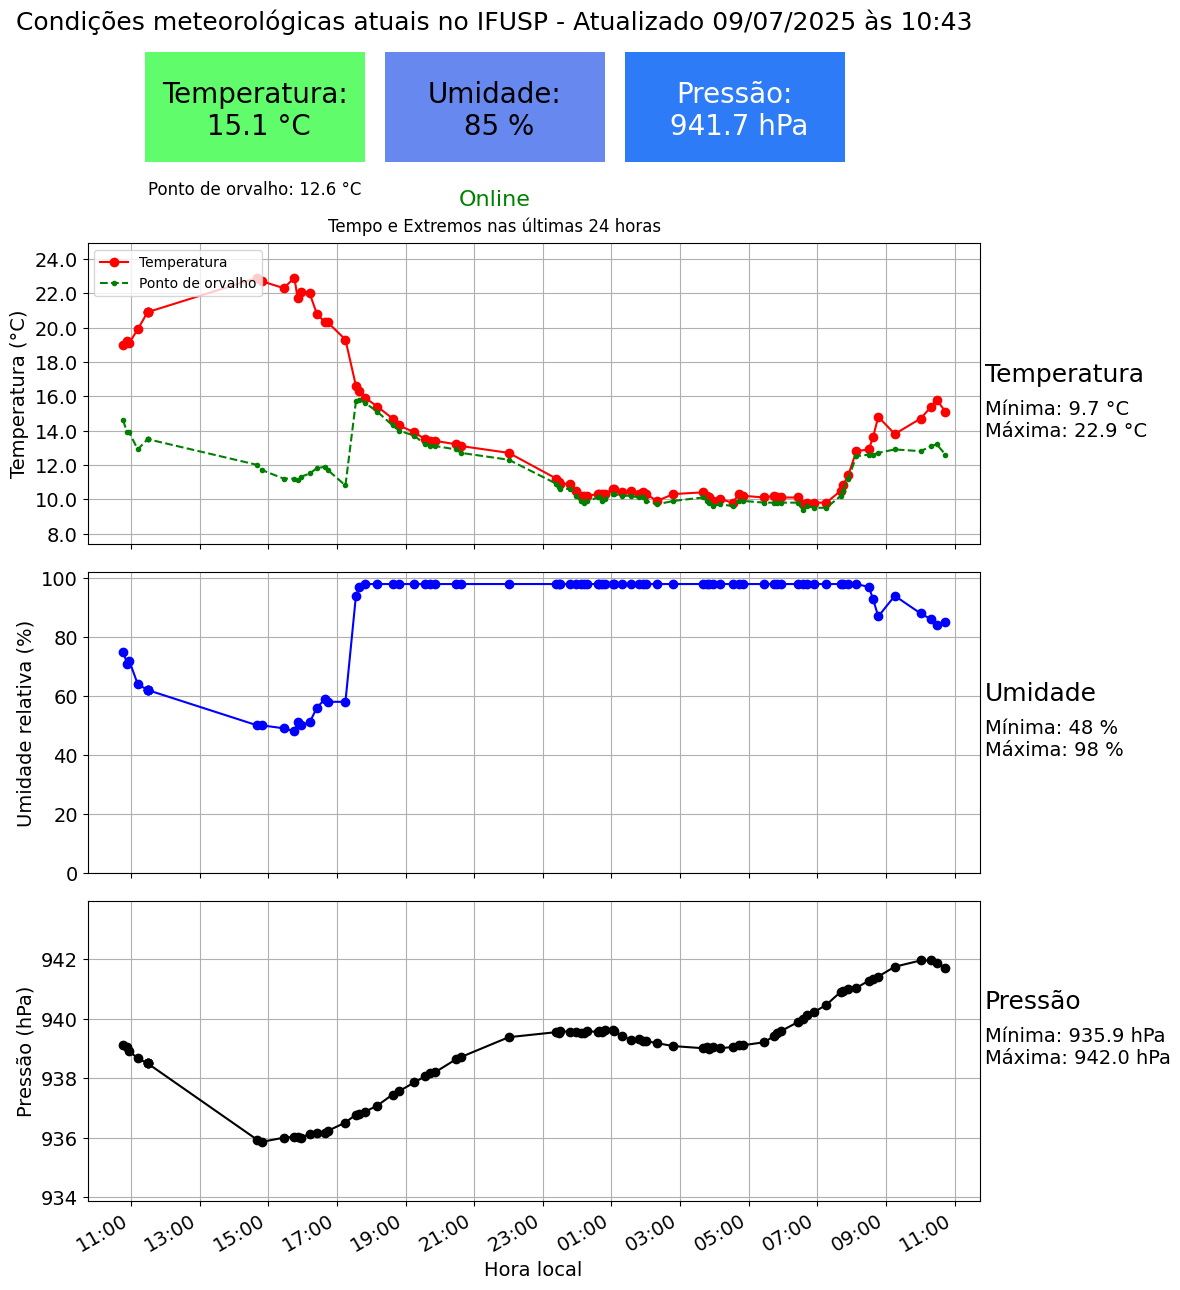 Condições meteorológicas atuais no IFUSP - Atualizado 09/07/2025 às 10:43
Temperatura:
15.1 °C
Umidade:
85 %
Pressão:
941.7 hPa
Ponto de orvalho: 12.6 °C
Online
Tempo e Extremos nas últimas 24 horas
Temperatura
Ponto de orvalho
Temperatura (°C)
24.0
22.0
20.0
18.0
16.0
14.0
12.0
10.0
8.0
Temperatura
Mínima: 9.7 °C
Máxima: 22.9 °C
Umidade relativa (%)
100
80
60
40
20
0
Umidade
Mínima: 48 %
Máxima: 98 %
Pressão (hPa)
942
940
938
936
934
Pressão
Mínima: 935.9 hPa
Máxima: 942.0 hPa
11:00
13:00
15:00
17:00
19:00
21:00
23:00
01:00
03:00
05:00
07:00
09:00
11:00
Hora local